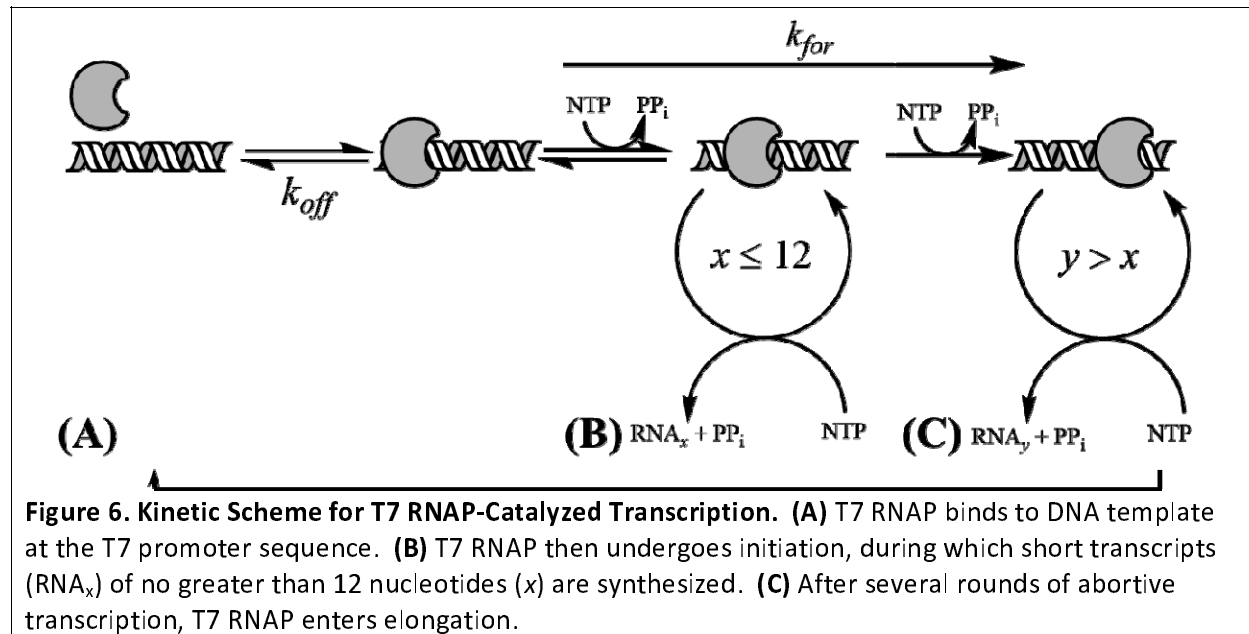 k_for
NTP PP_i
NTP PP_i
k_off
x ≤ 12
y > x
(A)
(B) RNA_x + PP_i NTP
(C) RNA_y + PP_i NTP
Figure 6. Kinetic Scheme for T7 RNAP-Catalyzed Transcription. (A) T7 RNAP binds to DNA template
at the T7 promoter sequence. (B) T7 RNAP then undergoes initiation, during which short transcripts
(RNA_x) of no greater than 12 nucleotides (x) are synthesized. (C) After several rounds of abortive
transcription, T7 RNAP enters elongation.